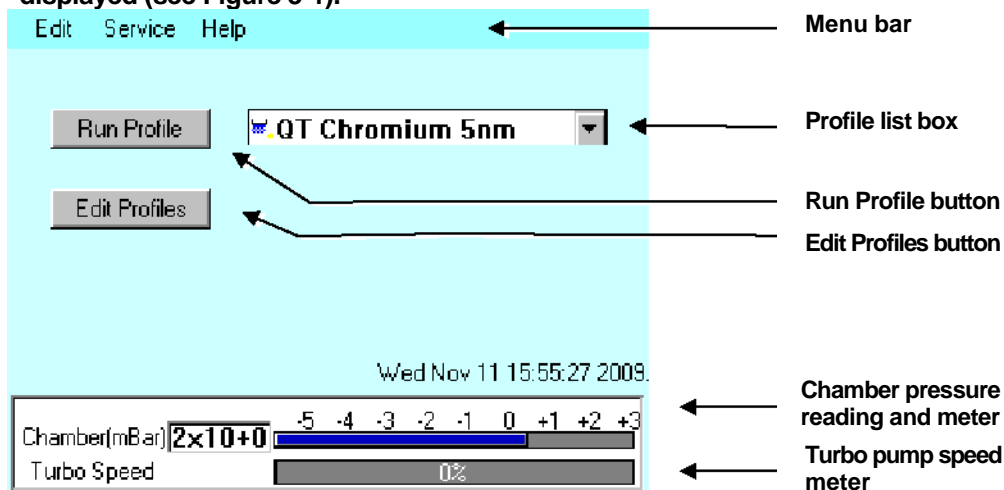 displayed (see Figure 5-1).
Edit Service Help
Menu bar
Run Profile
QT Chromium 5nm
Profile list box
Run Profile button
Edit Profiles
Edit Profiles button
Wed Nov 11 15:55:27 2009.
Chamber pressure
reading and meter
-5 -4 -3 -2 -1 0 +1 +2 +3
Chamber(mBar) 2x10+0
Turbo Speed 0%
Turbo pump speed
meter